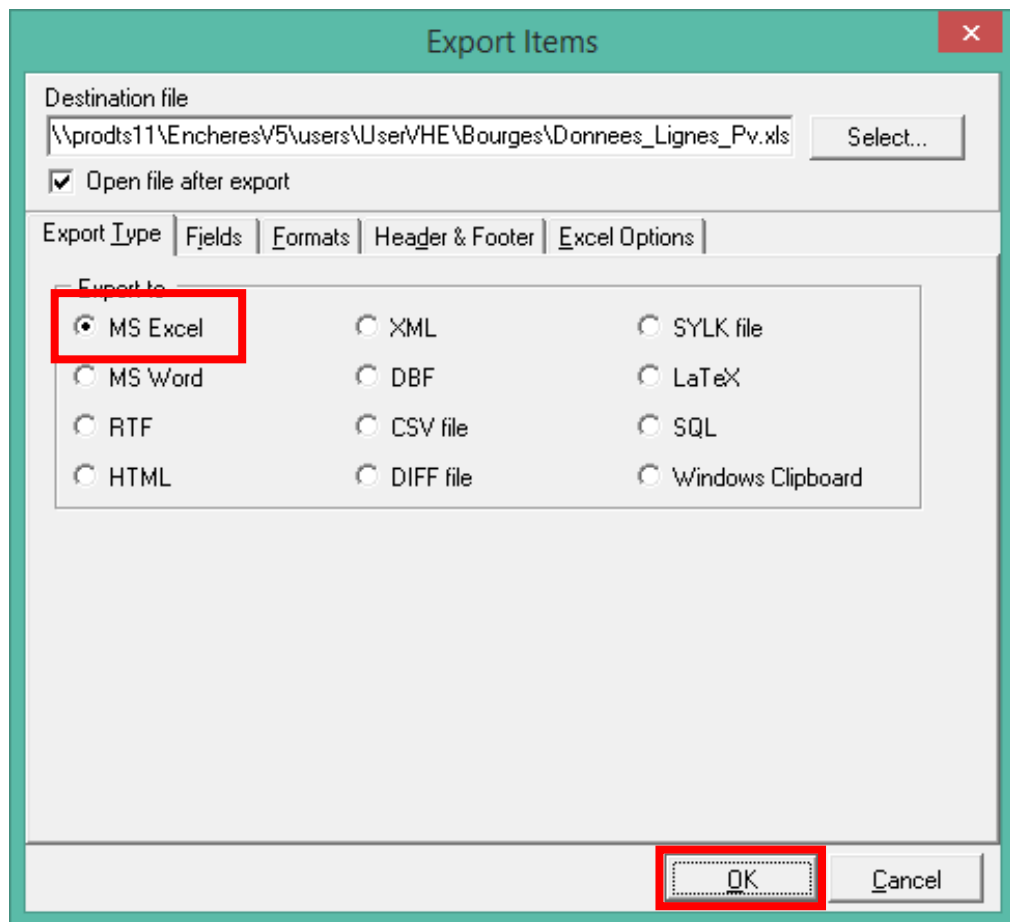 Export Items
Destination file
\\prodts11\EncheresV5\users\UserVHE\Bourges\Donnees_Lignes_Pv.xls
Select...
Open file after export
Export Type Fields Formats Header & Footer Excel Options
Export to
MS Excel XML SYLK file
MS Word DBF LaTeX
RTF CSV file SQL
HTML DIFF file Windows Clipboard
OK Cancel